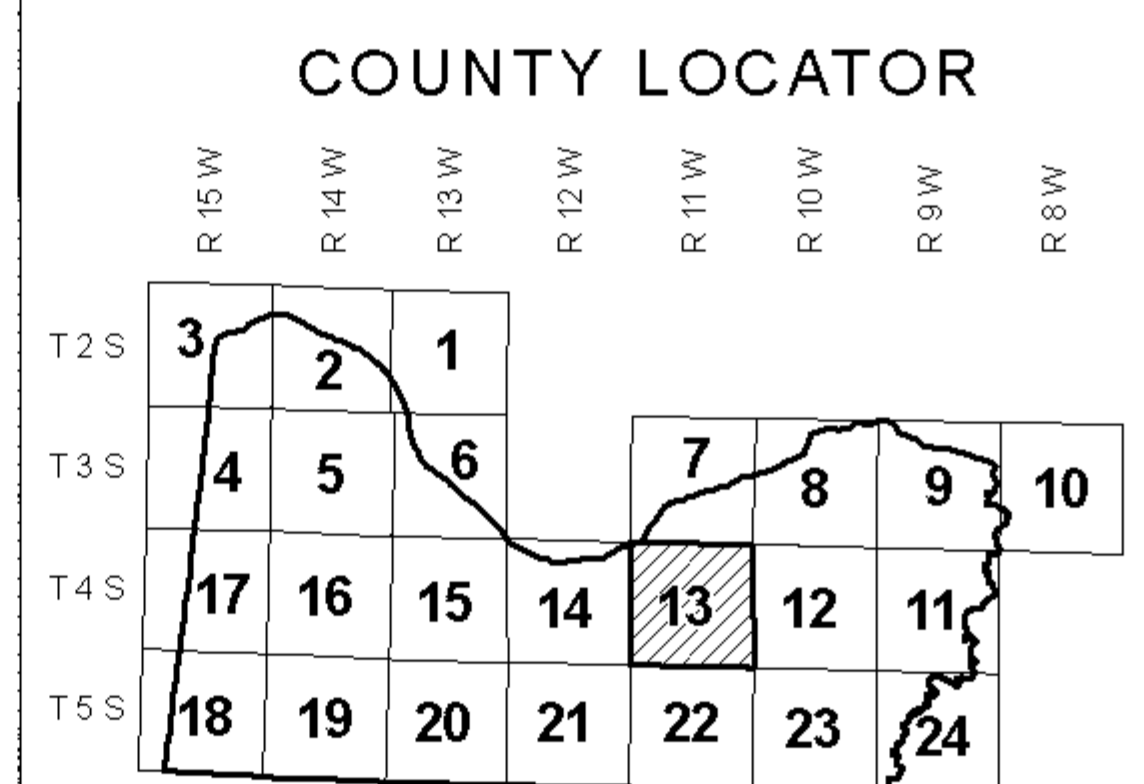 COUNTY LOCATOR
R 15 W R 14 W R 13 W R 12 W R 11 W R 10 W R 9 W R 8 W
T 2 S 3 2 1
T 3 S 4 5 6 7 8 9 10
T 4 S 17 16 15 14 13 12 11
T 5 S 18 19 20 21 22 23 24